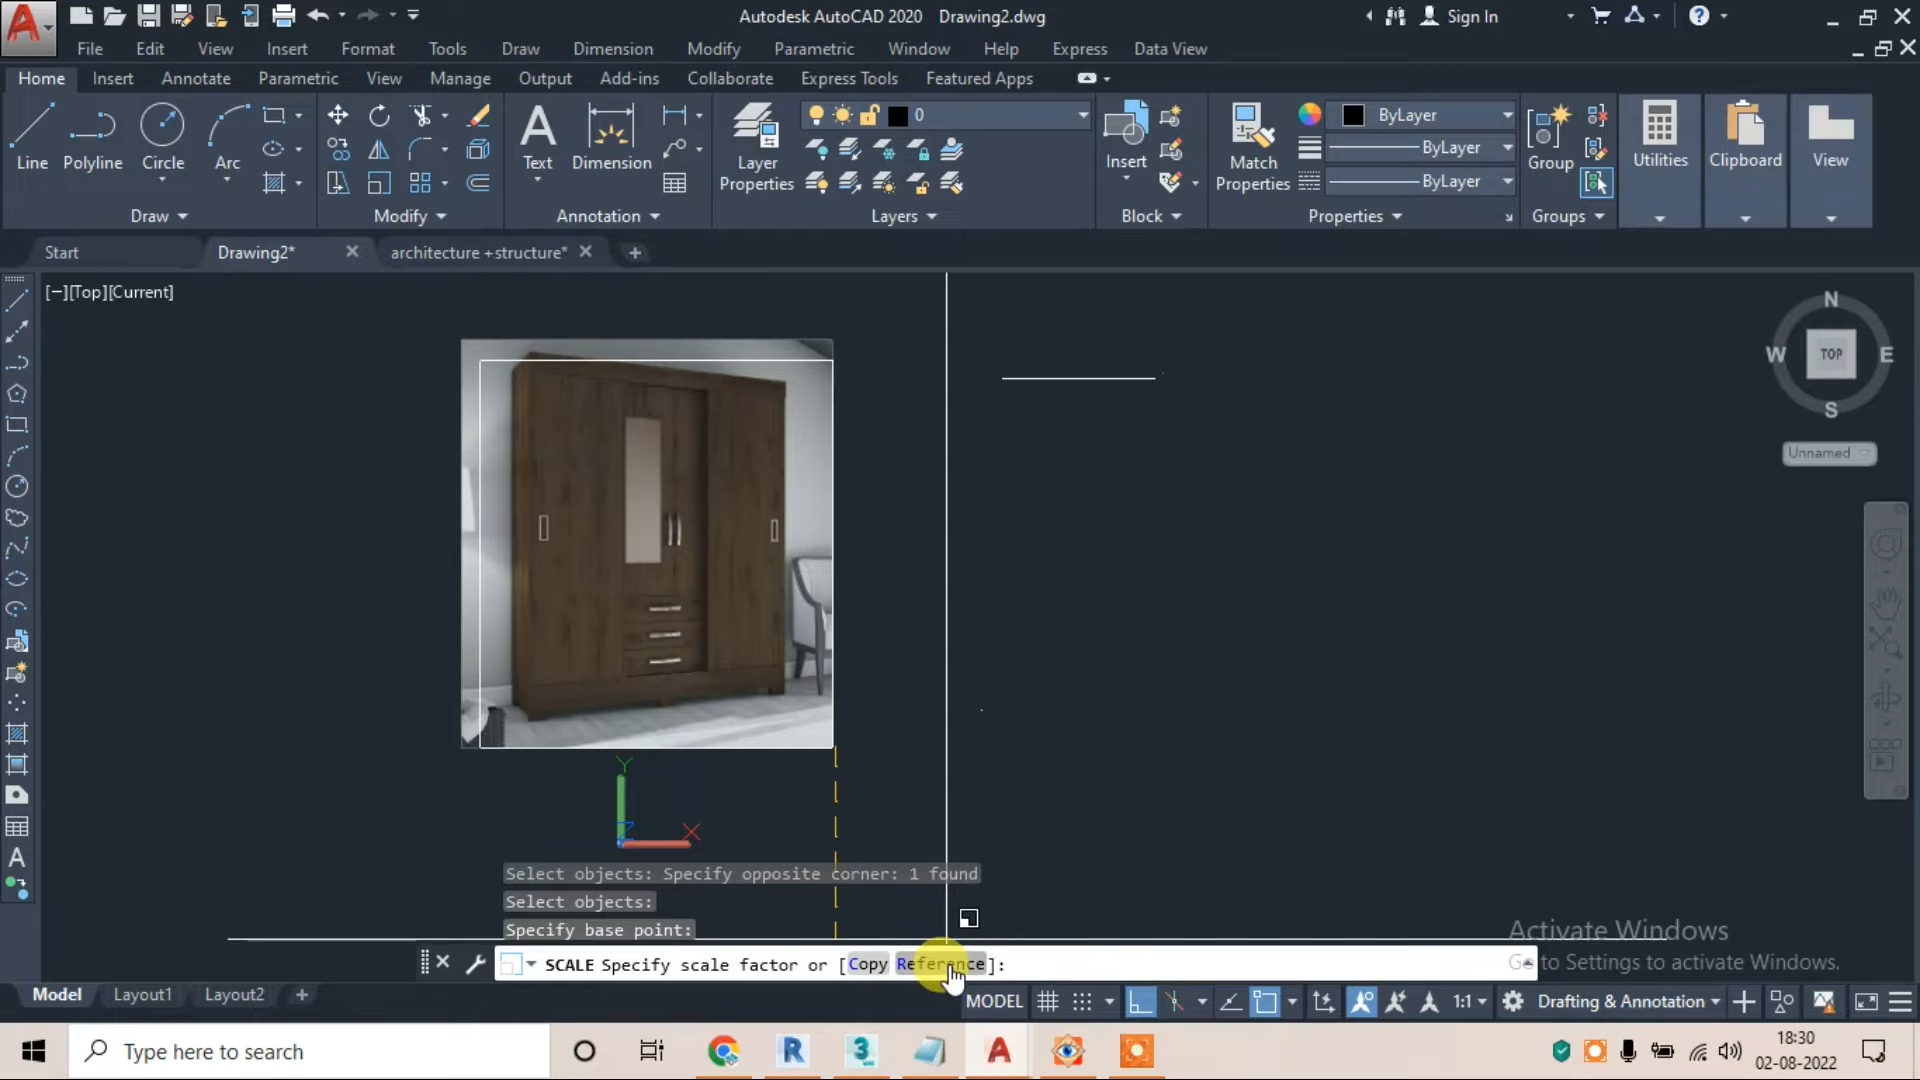 Autodesk AutoCAD 2020 Drawing2.dwg
Sign In
File Edit View Insert Format Tools Draw Dimension Modify Parametric Window Help Express Data View
Home Insert Annotate Parametric View Manage Output Add-ins Collaborate Express Tools Featured Apps
0
ByLayer
Line Polyline Circle Arc
Text Dimension
Layer Properties
Insert
Match Properties
ByLayer
ByLayer
Group
Utilities
Clipboard
View
Draw Modify Annotation Layers Block Properties Groups
Start Drawing2* architecture +structure*
[−][Top][Current]
N
W TOP E
S
Unnamed
Y
X
Z
Select objects: Specify opposite corner: 1 found
Select objects:
Specify base point:
SCALE Specify scale factor or [Copy Reference]:
Activate Windows
Go to Settings to activate Windows.
Model Layout1 Layout2
MODEL 1:1 Drafting & Annotation
Type here to search
18:30
02-08-2022